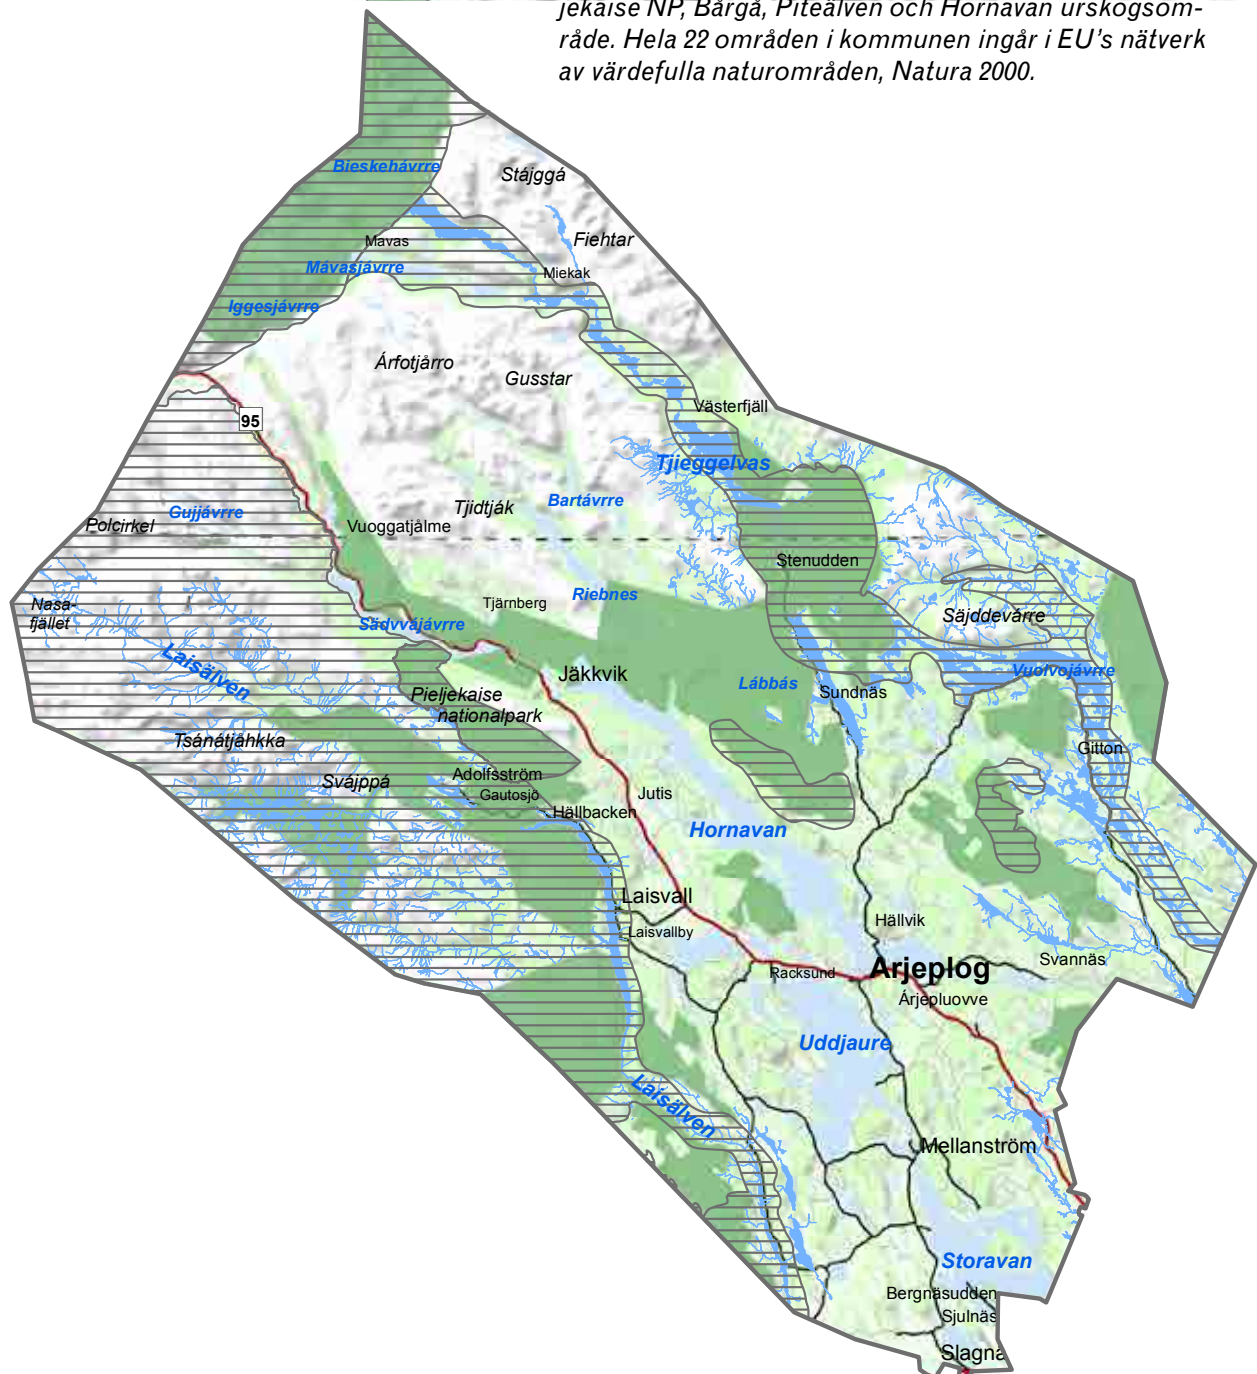 jekaise NP, Bårgå, Piteälven och Hornavan urskogsom-
råde. Hela 22 områden i kommunen ingår i EU's nätverk
av värdefulla naturområden, Natura 2000.
Bieskehávrre
Stájggá
Mavas
Fiehtar
Mávasjávrre
Miekak
Iggesjávrre
Árfotjårro
Gusstar
Västerfjäll
95
Tjieggelvas
Bartávrre
Tjidtják
Gujjávrre
Polcirkel
Vuoggatjålme
Stenudden
Riebnes
Tjärnberg
Nasa-
fjället
Sädvvájávrre
Säjddevárre
Laisälven
Jäkkvik
Lábbás
Sundnäs
Vuolvojávrre
Pieljekaise
nationalpark
Tsánátjåhkka
Gitton
Adolfsström
Svájppá
Gautosjö
Jutis
Hällbacken
Hornavan
Laisvall
Hällvik
Laisvallby
Svannäs
Racksund
Arjeplog
Árjepluovve
Uddjaure
Laisälven
Mellanström
Storavan
Bergnäsudden
Sjulnäs
Slagnä